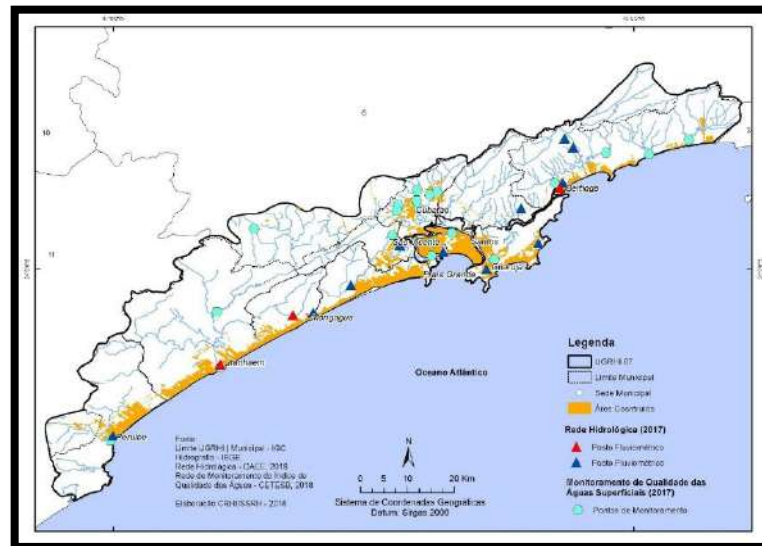 6
10
11
Cubatão
Bertioga
São Vicente
Santos
Guarujá
Praia Grande
Mongaguá
Itanhaém
Peruíbe
Oceano Atlântico
Legenda
UGRHI 07
Limite Municipal
Sede Municipal
Área Construída
Rede Hidrológica (2017)
Posto Fluviométrico
Posto Pluviométrico
Monitoramento de Qualidade das
Águas Superficiais (2017)
Pontos de Monitoramento
Fonte:
Limite UGRHI | Municipal - IGC
Hidrografia - IBGE
Rede Hidrológica - DAEE, 2018
Rede de Monitoramento do Índice de
Qualidade das Águas - CETESB, 2018
Elaboração CRHi/SSRH - 2018
N
0 5 10 20 Km
Sistema de Coordenadas Geográficas
Datum: Sirgas 2000